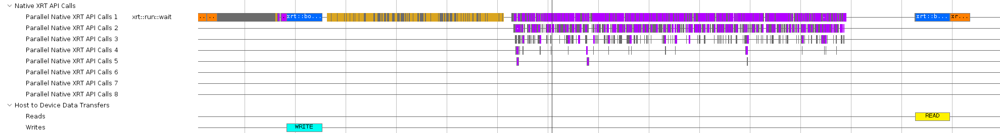 Native XRT API Calls
Parallel Native XRT API Calls 1 xrt::run::wait .. .. xrt::bo... xrt::b... xr...
Parallel Native XRT API Calls 2
Parallel Native XRT API Calls 3
Parallel Native XRT API Calls 4
Parallel Native XRT API Calls 5
Parallel Native XRT API Calls 6
Parallel Native XRT API Calls 7
Parallel Native XRT API Calls 8
Host to Device Data Transfers
Reads READ
Writes WRITE